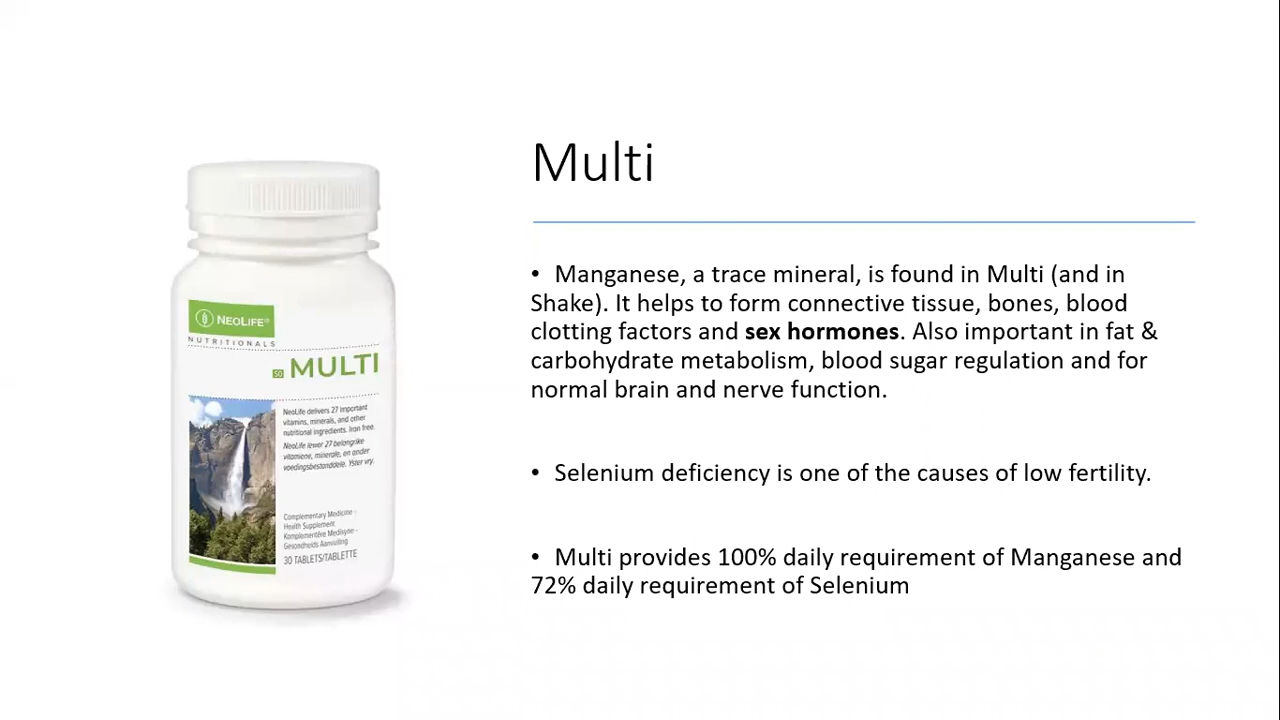 Multi
• Manganese, a trace mineral, is found in Multi (and in
Shake). It helps to form connective tissue, bones, blood
clotting factors and sex hormones. Also important in fat &
carbohydrate metabolism, blood sugar regulation and for
normal brain and nerve function.
• Selenium deficiency is one of the causes of low fertility.
• Multi provides 100% daily requirement of Manganese and
72% daily requirement of Selenium
NEOLIFE
NUTRITIONALS
MULTI
NeoLife delivers 27 important
vitamins, minerals, and other
nutritional ingredients. Iron free.
NeoLife lewer 27 belangrike
vitamiene, minerale, en ander
voedingsbestanddele. Yster vry.
Complementary Medicine -
Health Supplement
Komplementêre Medisyne -
Gesondheids Aanvulling
30 TABLETS/TABLETTE